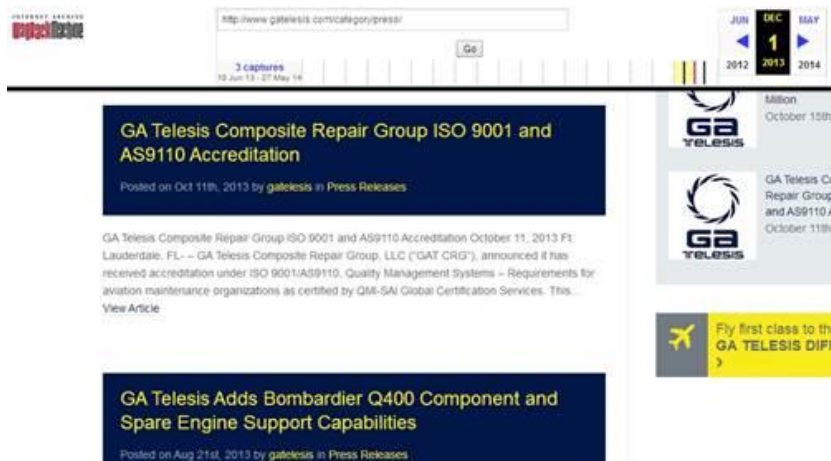 INTERNET ARCHIVE
WayBack Machine
http://www.gatelesis.com/category/press/
Go
3 captures
10 Jun 13 - 27 May 14
JUN DEC MAY
1
2012 2013 2014
GA Telesis Composite Repair Group ISO 9001 and
AS9110 Accreditation
Posted on Oct 11th, 2013 by gatelesis in Press Releases
GA Telesis Composite Repair Group ISO 9001 and AS9110 Accreditation October 11, 2013 Ft.
Lauderdale, FL- – GA Telesis Composite Repair Group, LLC ("GAT CRG"), announced it has
received accreditation under ISO 9001/AS9110, Quality Management Systems – Requirements for
aviation maintenance organizations as certified by QMI-SAI Global Certification Services. This...
View Article
GA Telesis Adds Bombardier Q400 Component and
Spare Engine Support Capabilities
Posted on Aug 21st, 2013 by gatelesis in Press Releases
Million
October 15th
Ga
TELESIS
GA Telesis Co
Repair Group
and AS9110 A
October 11th
Ga
TELESIS
Fly first class to th
GA TELESIS DIF